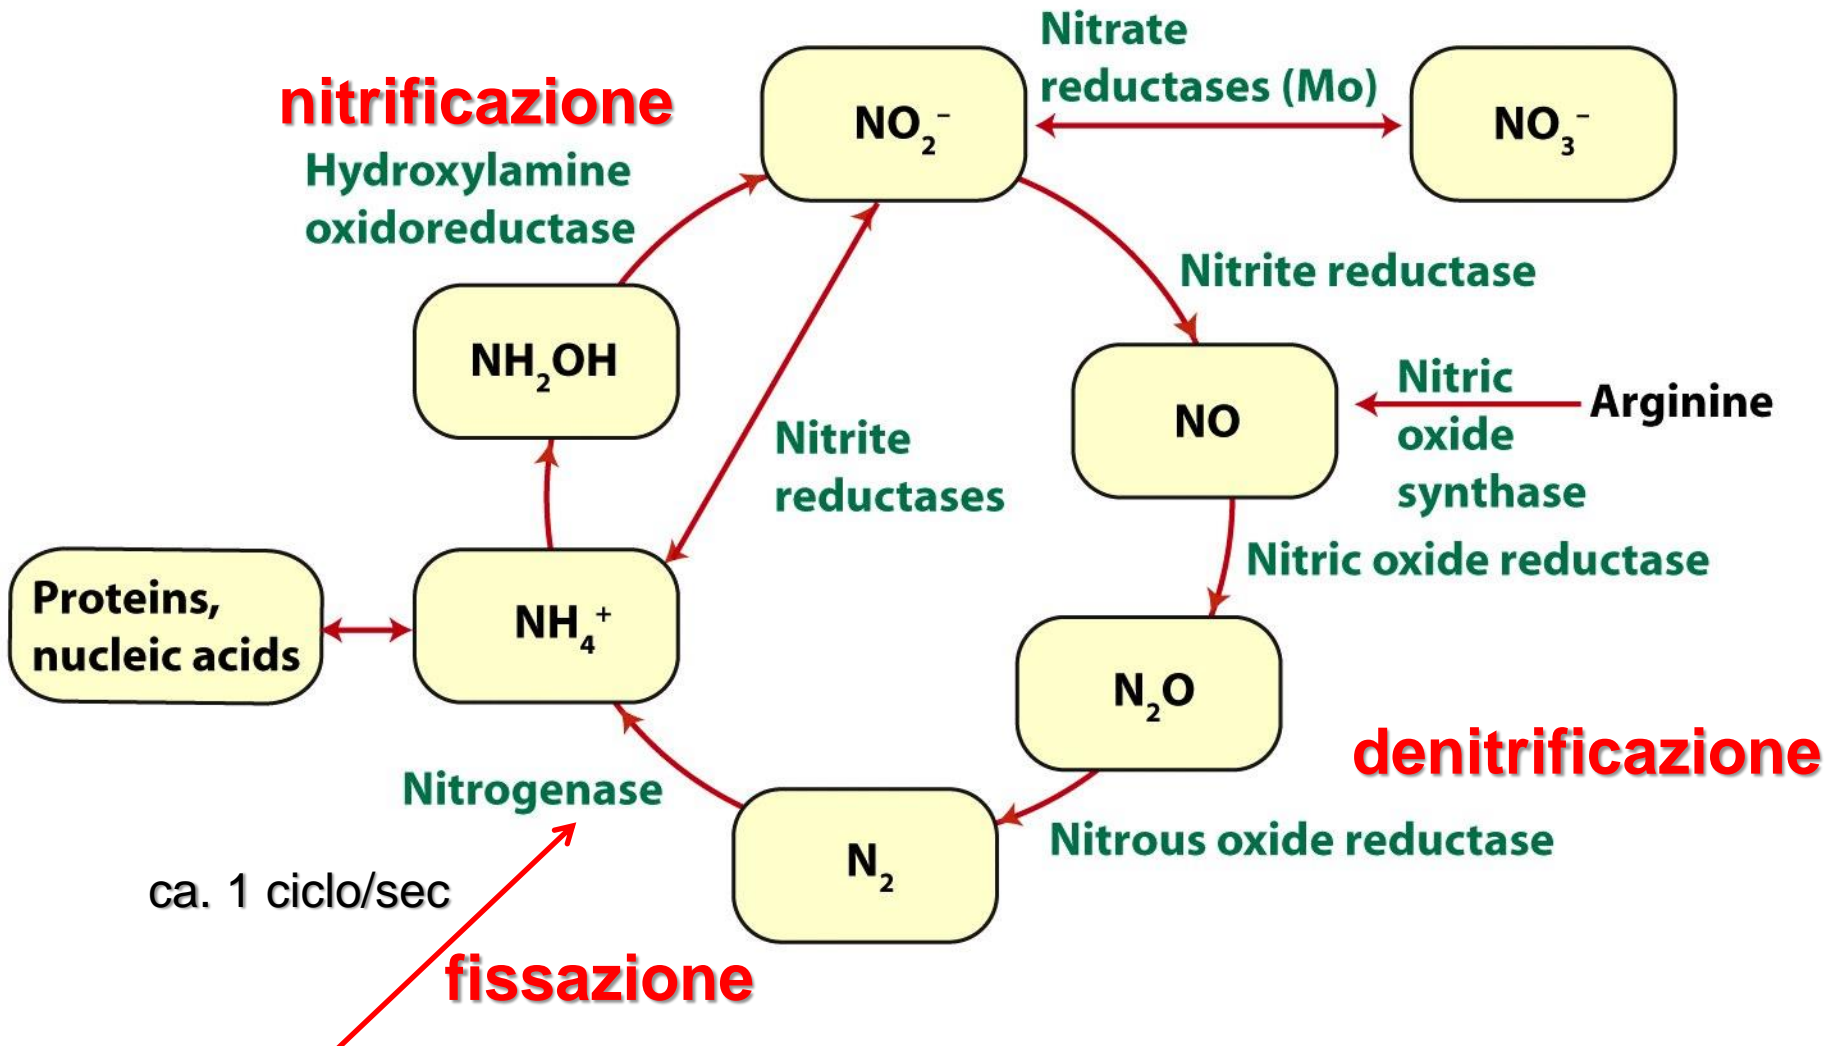 nitrificazione
Hydroxylamine
oxidoreductase
NO₂⁻
Nitrate
reductases (Mo)
NO₃⁻
Nitrite reductase
NH₂OH
Nitrite
reductases
NO
Nitric
oxide
synthase
Arginine
Nitric oxide reductase
Proteins,
nucleic acids
NH₄⁺
N₂O
denitrificazione
Nitrogenase
Nitrous oxide reductase
N₂
ca. 1 ciclo/sec
fissazione